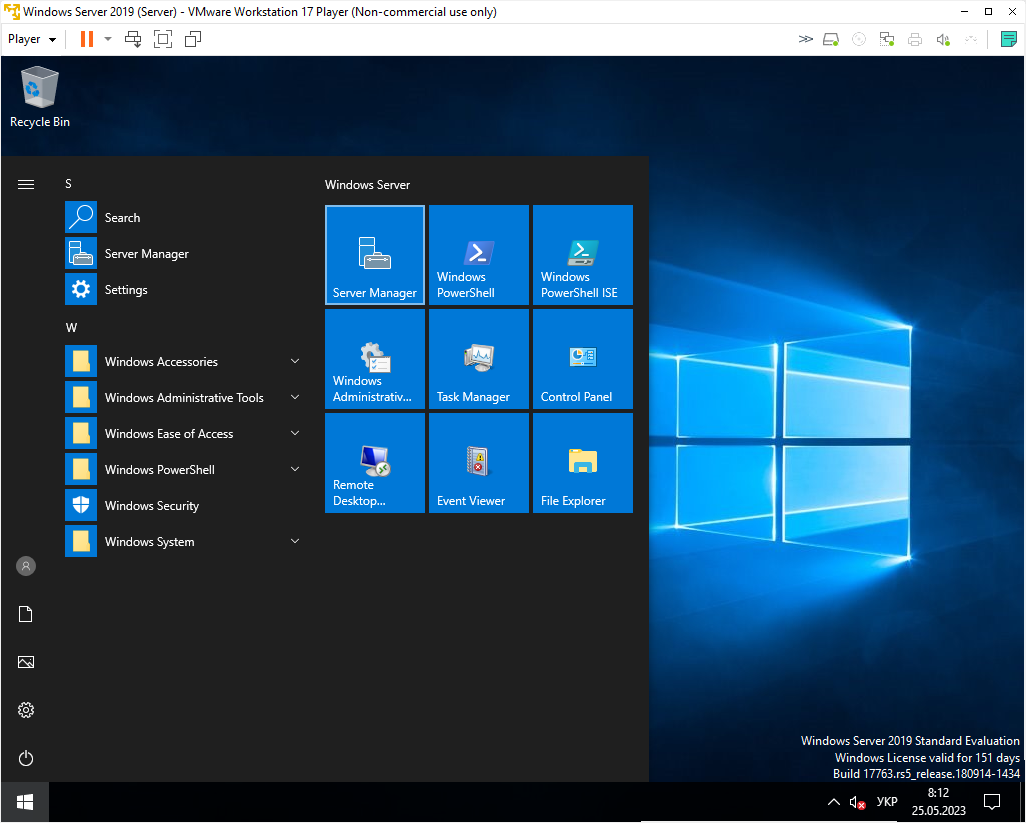 Windows Server 2019 (Server) - VMware Workstation 17 Player (Non-commercial use only)
Player
Recycle Bin
S
Search
Server Manager
Settings
W
Windows Accessories
Windows Administrative Tools
Windows Ease of Access
Windows PowerShell
Windows Security
Windows System
Windows Server
Server Manager
Windows
PowerShell
Windows
PowerShell ISE
Windows
Administrativ...
Task Manager
Control Panel
Remote
Desktop...
Event Viewer
File Explorer
Windows Server 2019 Standard Evaluation
Windows License valid for 151 days
Build 17763.rs5_release.180914-1434
УКР
8:12
25.05.2023